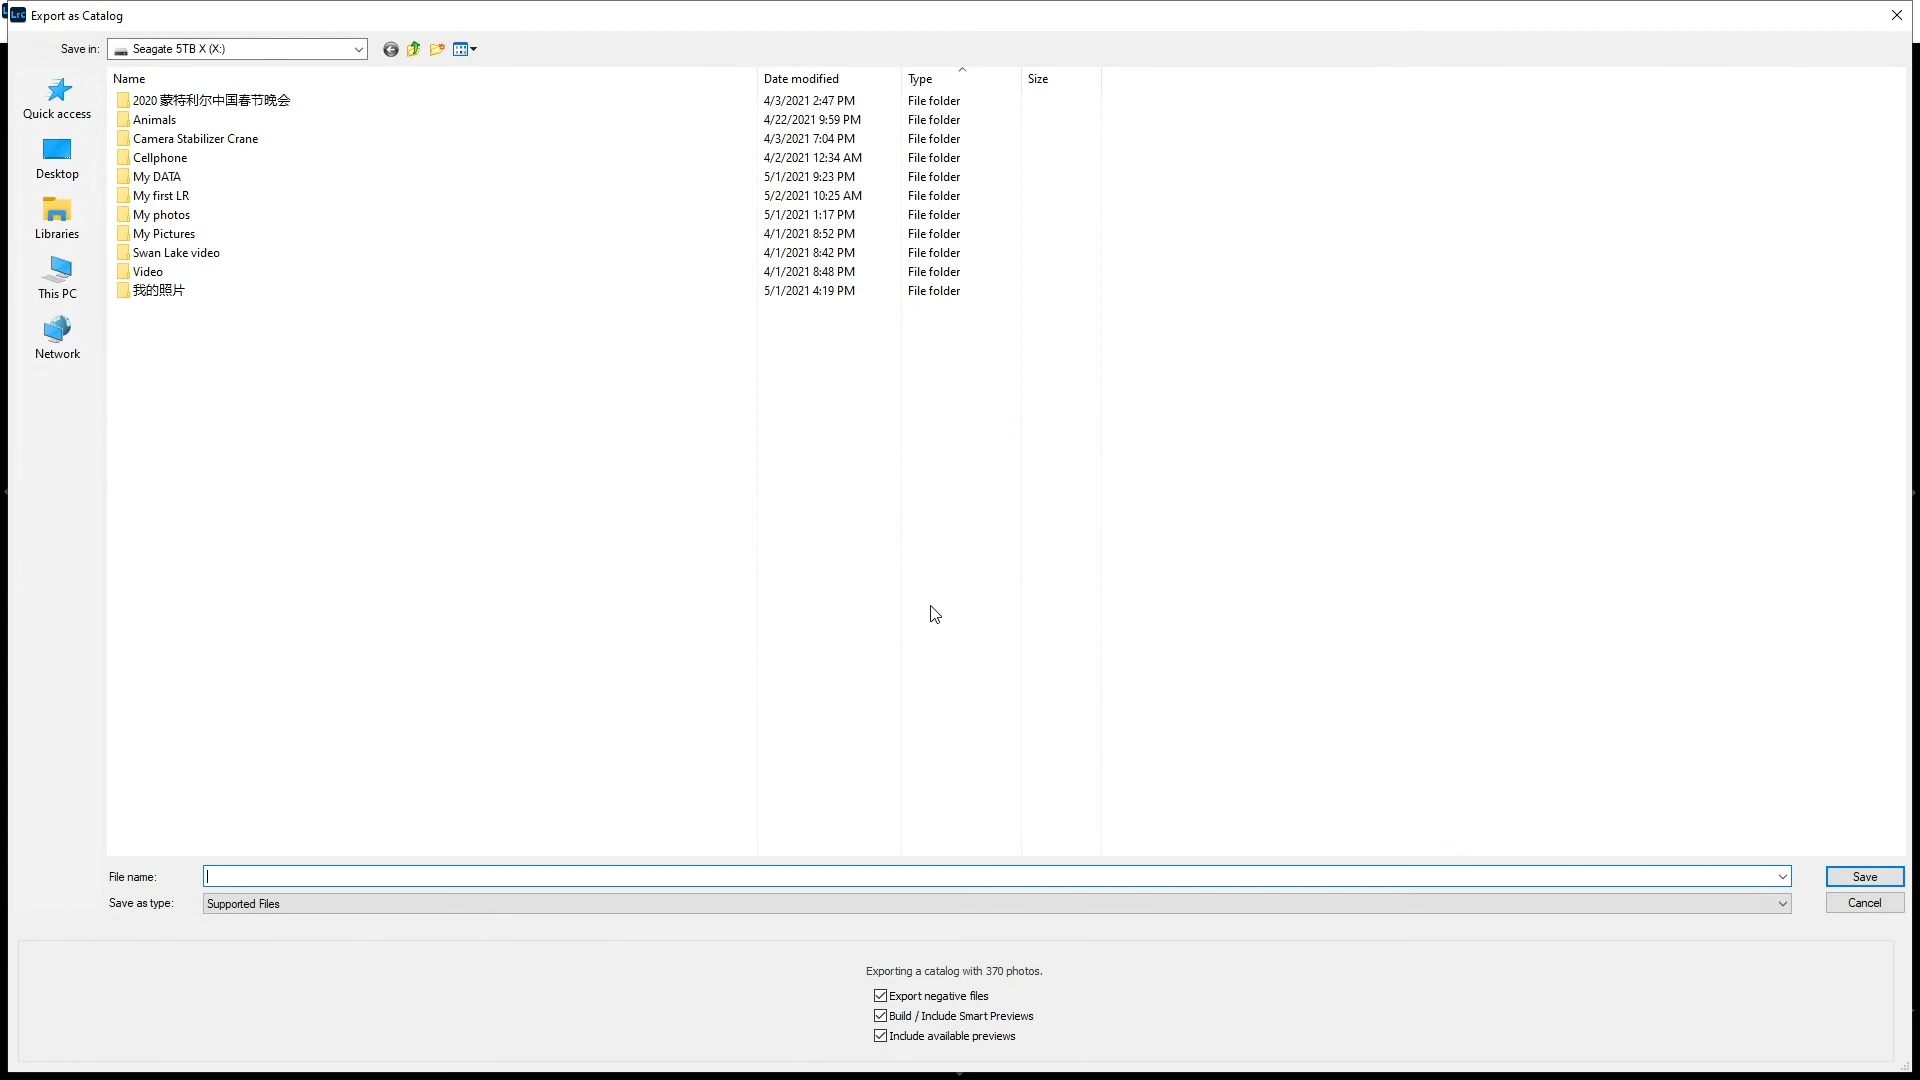 Lrc Export as Catalog
Save in: Seagate 5TB X (X:)
Name Date modified Type Size
2020 蒙特利尔中国春节晚会 4/3/2021 2:47 PM File folder
Animals 4/22/2021 9:59 PM File folder
Camera Stabilizer Crane 4/3/2021 7:04 PM File folder
Cellphone 4/2/2021 12:34 AM File folder
My DATA 5/1/2021 9:23 PM File folder
My first LR 5/2/2021 10:25 AM File folder
My photos 5/1/2021 1:17 PM File folder
My Pictures 4/1/2021 8:52 PM File folder
Swan Lake video 4/1/2021 8:42 PM File folder
Video 4/1/2021 8:48 PM File folder
我的照片 5/1/2021 4:19 PM File folder
Quick access
Desktop
Libraries
This PC
Network
File name: Save
Save as type: Supported Files Cancel
Exporting a catalog with 370 photos.
Export negative files
Build / Include Smart Previews
Include available previews